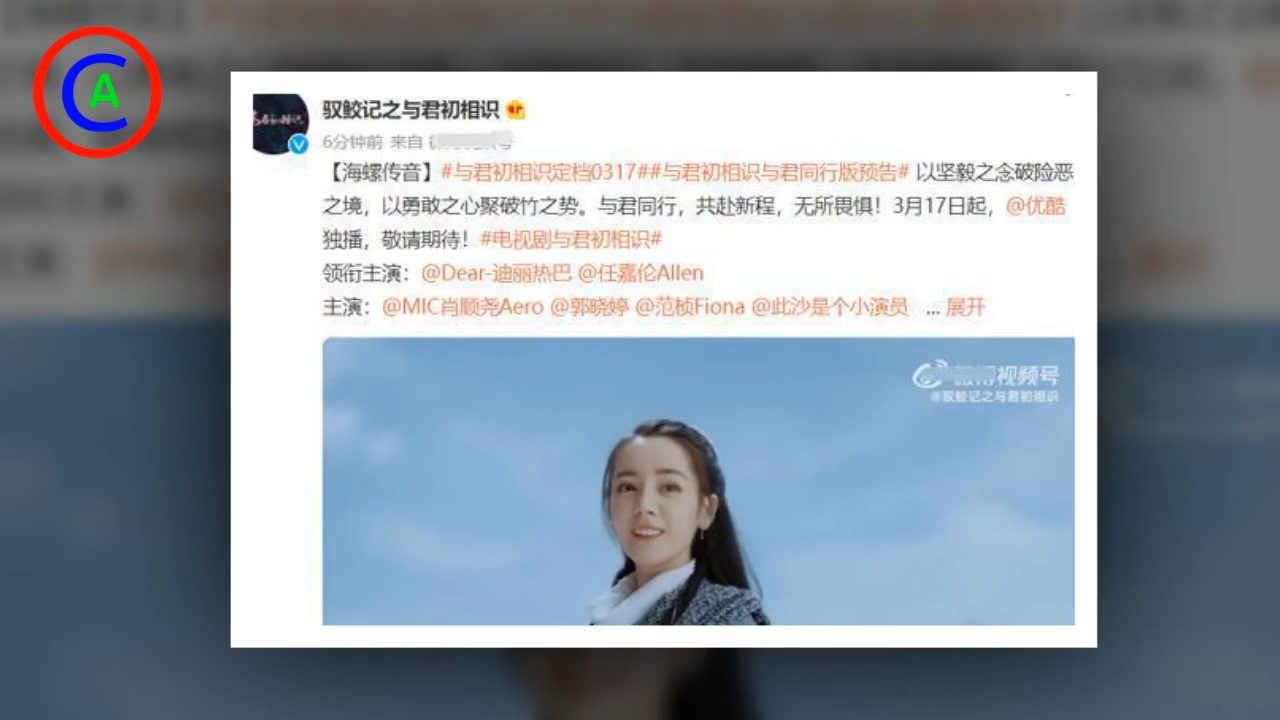 CA
驭鲛记之与君初相识
6分钟前 来自
【海螺传音】#与君初相识定档0317##与君初相识与君同行版预告# 以坚毅之念破险恶
之境，以勇敢之心聚破竹之势。与君同行，共赴新程，无所畏惧！3月17日起，@优酷
独播，敬请期待！#电视剧与君初相识#
领衔主演：@Dear-迪丽热巴 @任嘉伦Allen
主演：@MIC肖顺尧Aero @郭晓婷 @范桢Fiona @此沙是个小演员 ... 展开
视频号
@驭鲛记之与君初相识